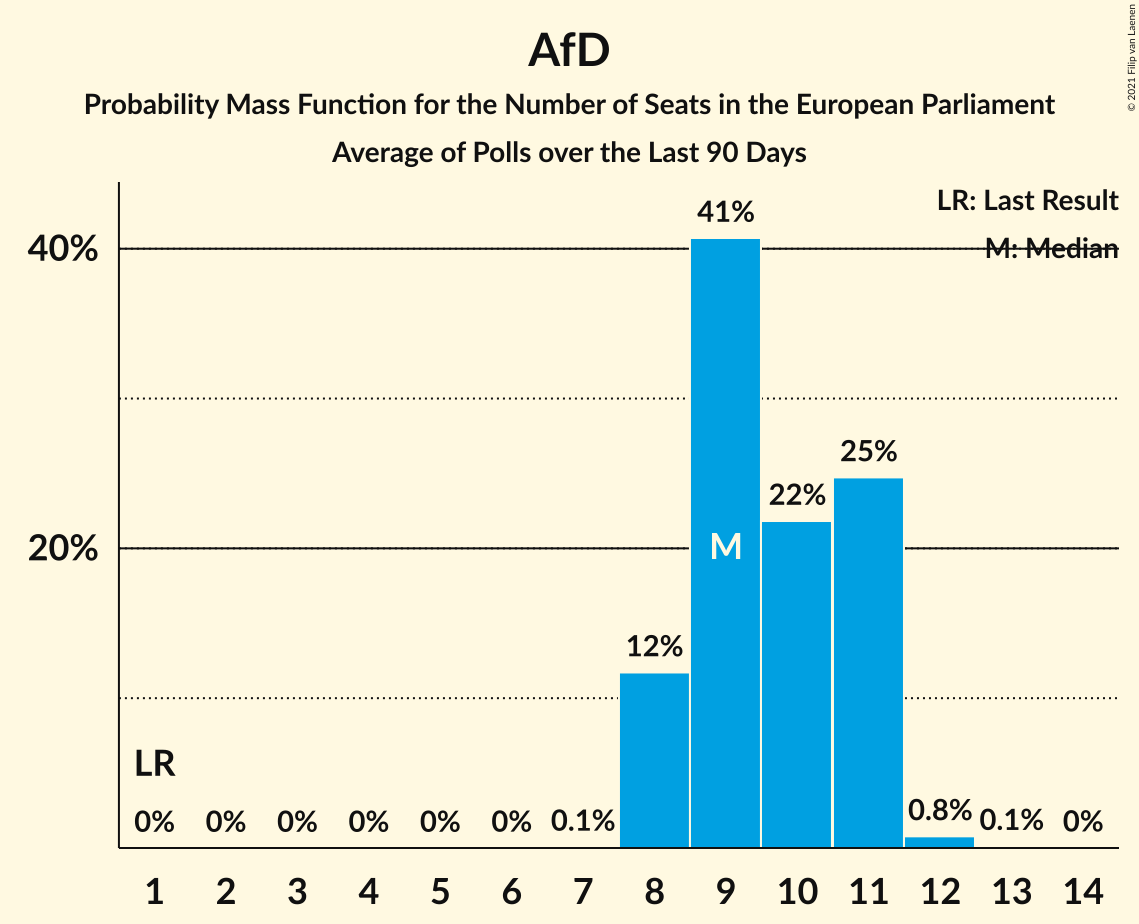 AfD
Probability Mass Function for the Number of Seats in the European Parliament
Average of Polls over the Last 90 Days
© 2021 Filip van Laenen
LR: Last Result
M: Median
40%
20%
41%
25%
22%
M
12%
LR
0% 0% 0% 0% 0% 0% 0.1% 0.8% 0.1% 0%
1 2 3 4 5 6 7 8 9 10 11 12 13 14